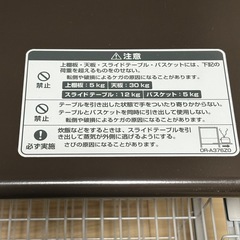 ⚠注意
上棚板・天板・スライドテーブル・バスケットには、下記の
荷重を超えるものをのせない。
転倒や破損によるケガの原因になることがあります。
上棚板:5kg 天板:30kg
スライドテーブル:12kg バスケット:5kg
禁止
テーブルを引き出した状態で手をついたり寄りかからない。
テーブルとバスケットを同時に引き出して使わない。
転倒や破損によるケガの原因になることがあります。
禁止
炊飯などをするときは、スライドテーブルを引き出して
蒸気が外側に逃げるようにする。
さびの原因になることがあります。
必ず実施
OR-A378Z0